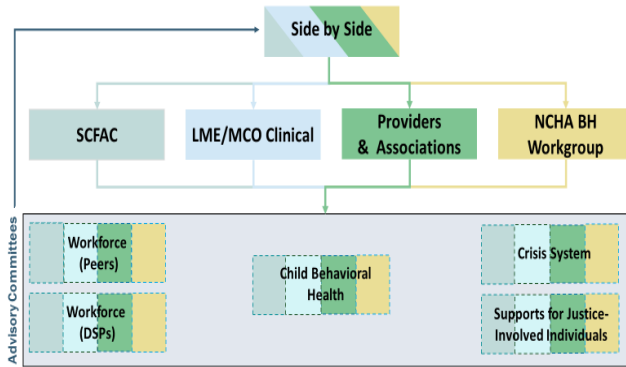 Side by Side
SCFAC
LME/MCO Clinical
Providers
& Associations
NCHA BH
Workgroup
Advisory Committees
Workforce
(Peers)
Workforce
(DSPs)
Child Behavioral
Health
Crisis System
Supports for Justice-
Involved Individuals